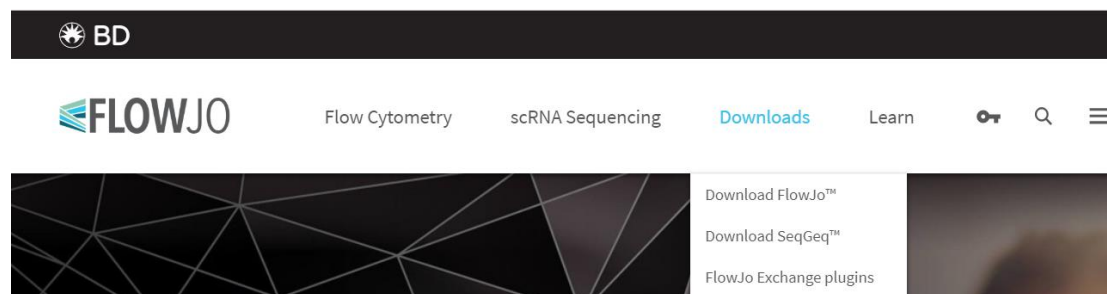 BD
FLOWJO
Flow Cytometry scRNA Sequencing Downloads Learn
Download FlowJo™
Download SeqGeq™
FlowJo Exchange plugins